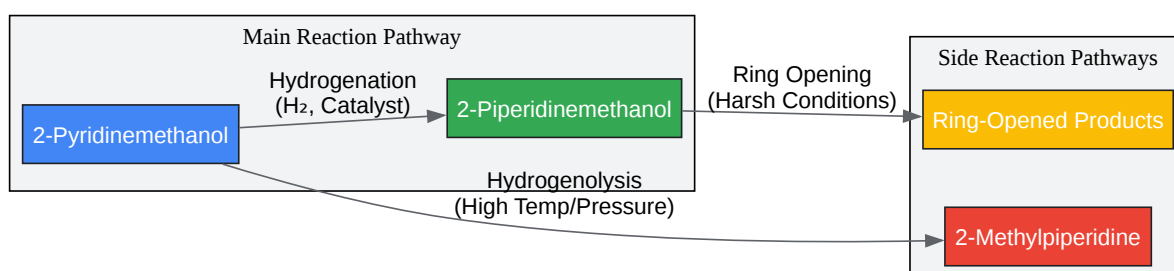 Main Reaction Pathway
Hydrogenation
(H₂, Catalyst)
2-Pyridinemethanol
2-Piperidinemethanol
Ring Opening
(Harsh Conditions)
Hydrogenolysis
(High Temp/Pressure)
Side Reaction Pathways
Ring-Opened Products
2-Methylpiperidine